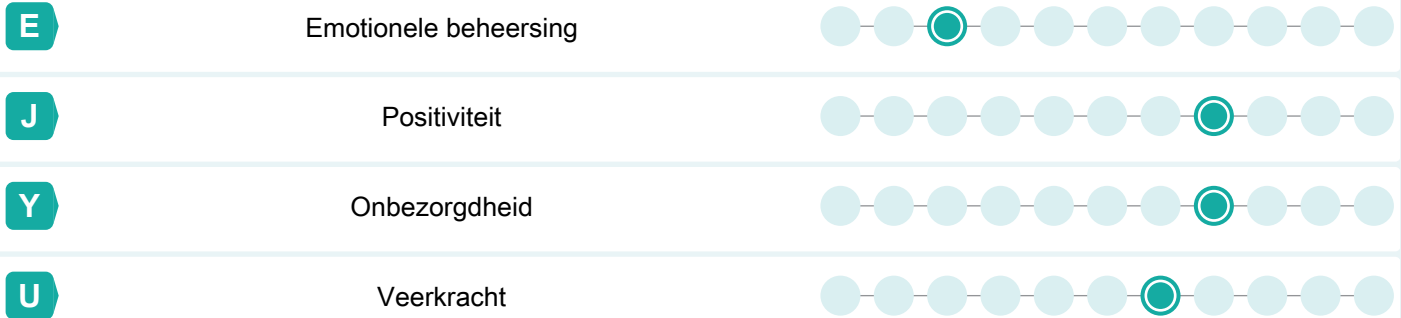 E Emotionele beheersing
J Positiviteit
Y Onbezorgdheid
U Veerkracht